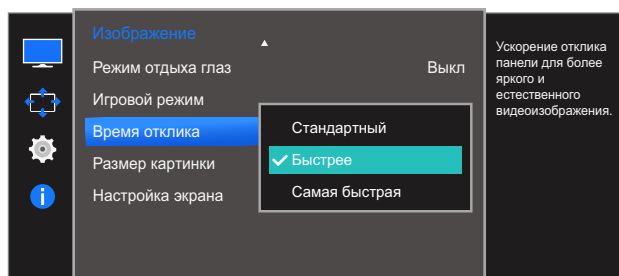 Изображение
Режим отдыха глаз Выкл
Игровой режим
Время отклика
Размер картинки
Настройка экрана
Стандартный
Быстрее
Самая быстрая
Ускорение отклика
панели для более
яркого и
естественного
видеоизображения.